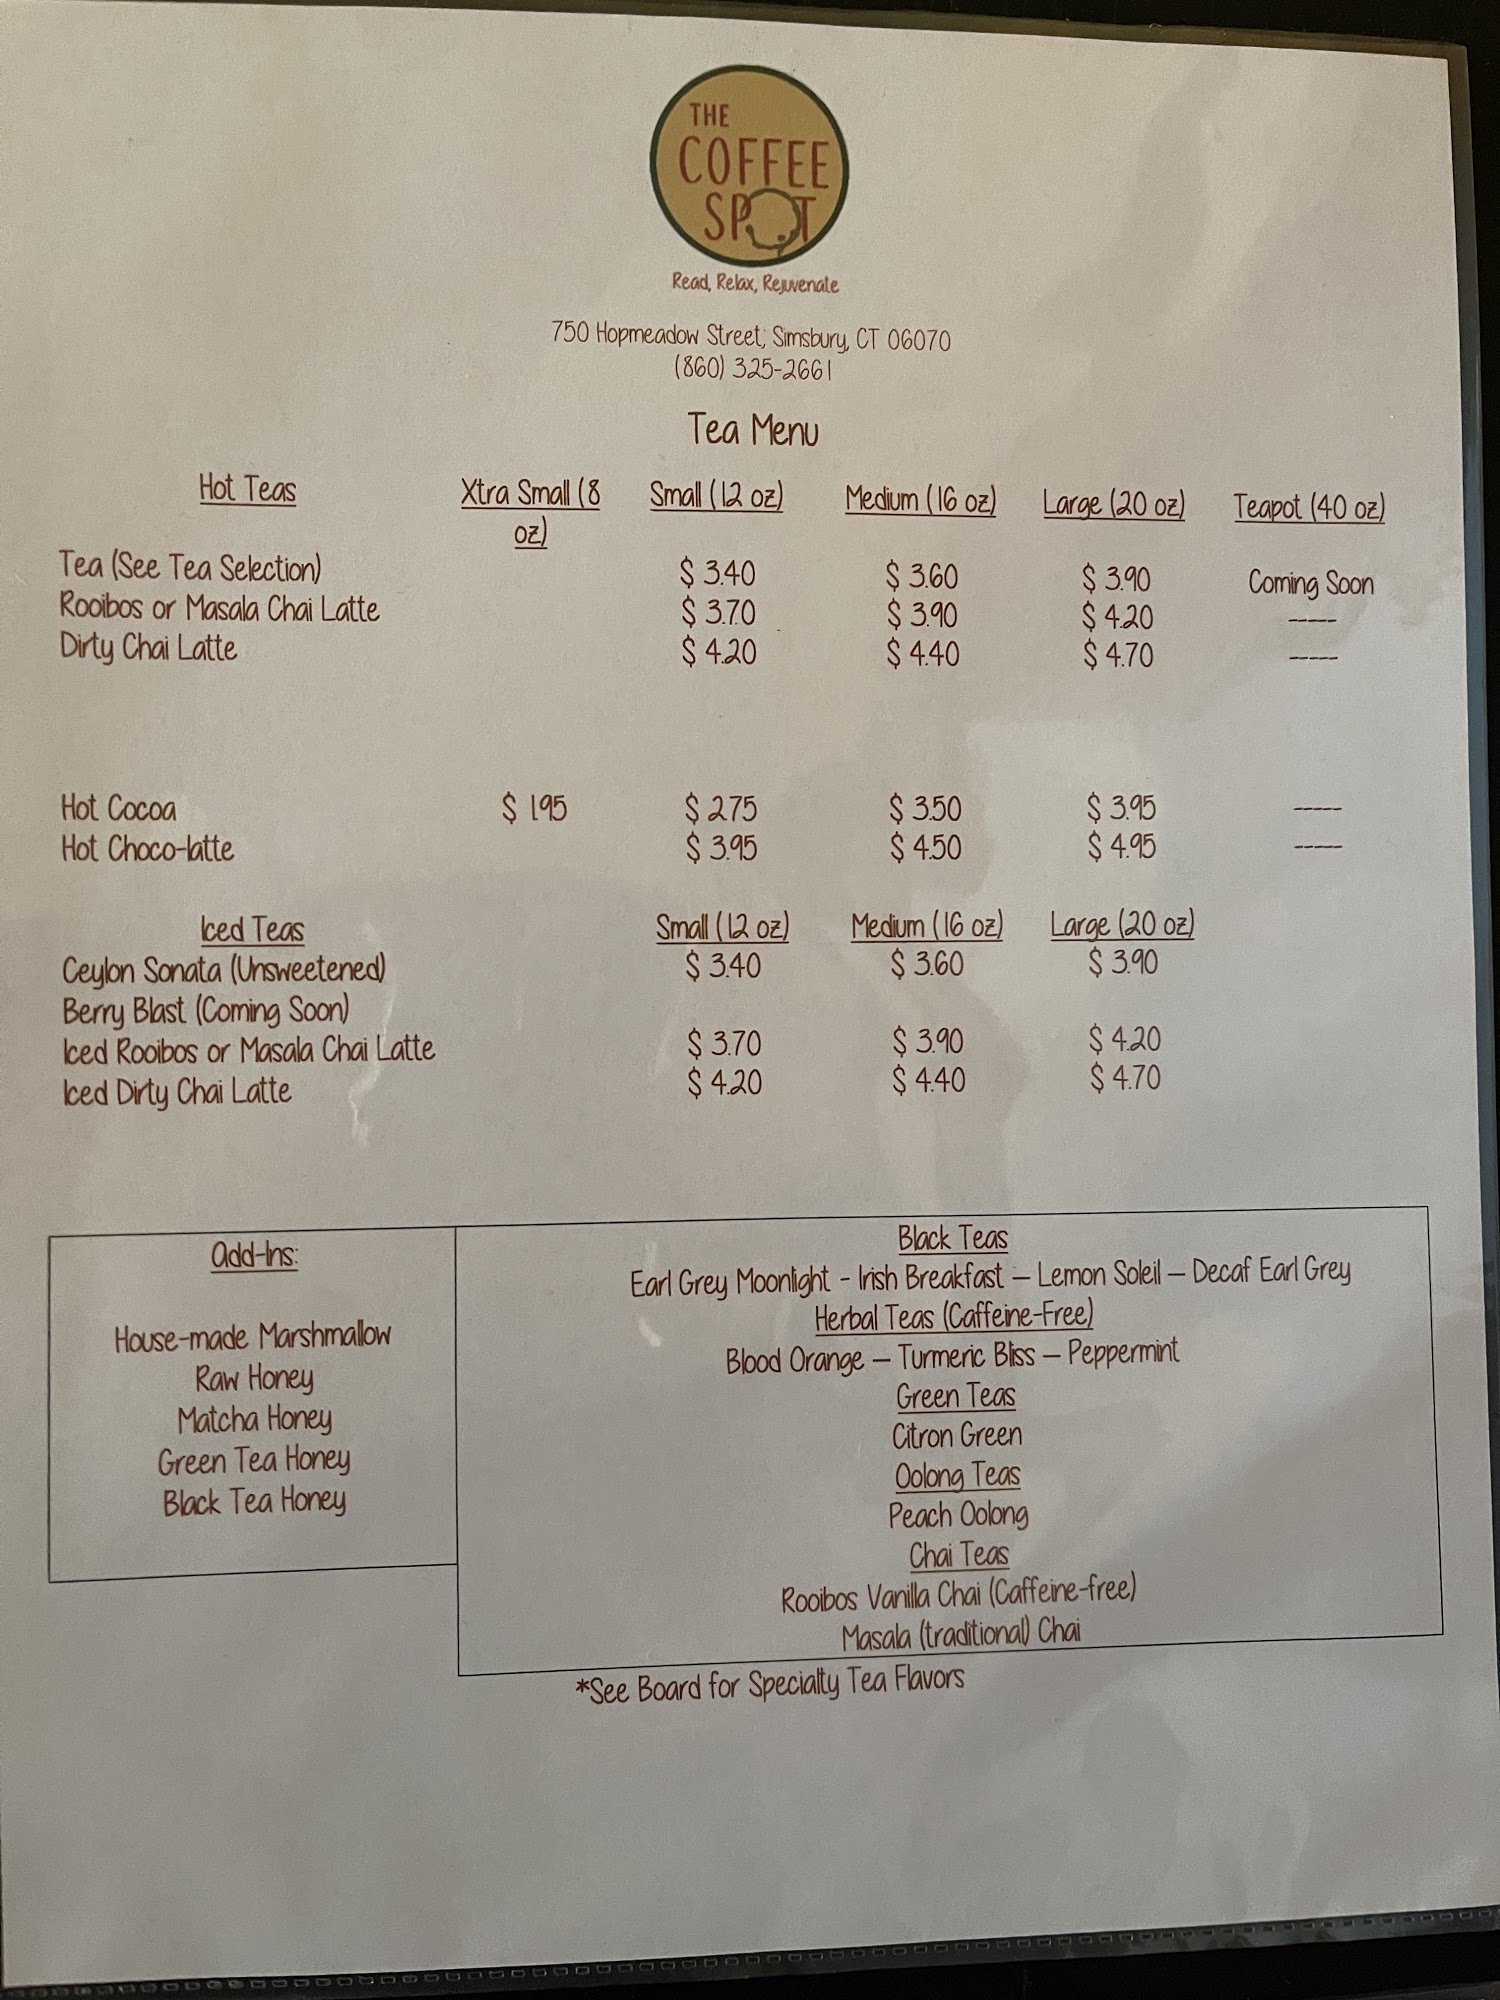 THE
COFFEE
SPOT
Read, Relax, Rejuvenate
750 Hopmeadow Street; Simsbury, CT 06070
(860) 325-2661
Tea Menu
Hot Teas Xtra Small (8 oz) Small (12 oz) Medium (16 oz) Large (20 oz) Teapot (40 oz)
Tea (See Tea Selection) $ 3.40 $ 3.60 $ 3.90 Coming Soon
Rooibos or Masala Chai Latte $ 3.70 $ 3.90 $ 4.20 -----
Dirty Chai Latte $ 4.20 $ 4.40 $ 4.70 -----
Hot Cocoa $ 1.95 $ 2.75 $ 3.50 $ 3.95 -----
Hot Choco-latte $ 3.95 $ 4.50 $ 4.95 -----
Iced Teas Small (12 oz) Medium (16 oz) Large (20 oz)
Ceylon Sonata (Unsweetened) $ 3.40 $ 3.60 $ 3.90
Berry Blast (Coming Soon)
Iced Rooibos or Masala Chai Latte $ 3.70 $ 3.90 $ 4.20
Iced Dirty Chai Latte $ 4.20 $ 4.40 $ 4.70
Add-Ins:
House-made Marshmallow
Raw Honey
Matcha Honey
Green Tea Honey
Black Tea Honey
Black Teas
Earl Grey Moonlight - Irish Breakfast – Lemon Soleil – Decaf Earl Grey
Herbal Teas (Caffeine-Free)
Blood Orange – Turmeric Bliss – Peppermint
Green Teas
Citron Green
Oolong Teas
Peach Oolong
Chai Teas
Rooibos Vanilla Chai (Caffeine-free)
Masala (traditional) Chai
*See Board for Specialty Tea Flavors